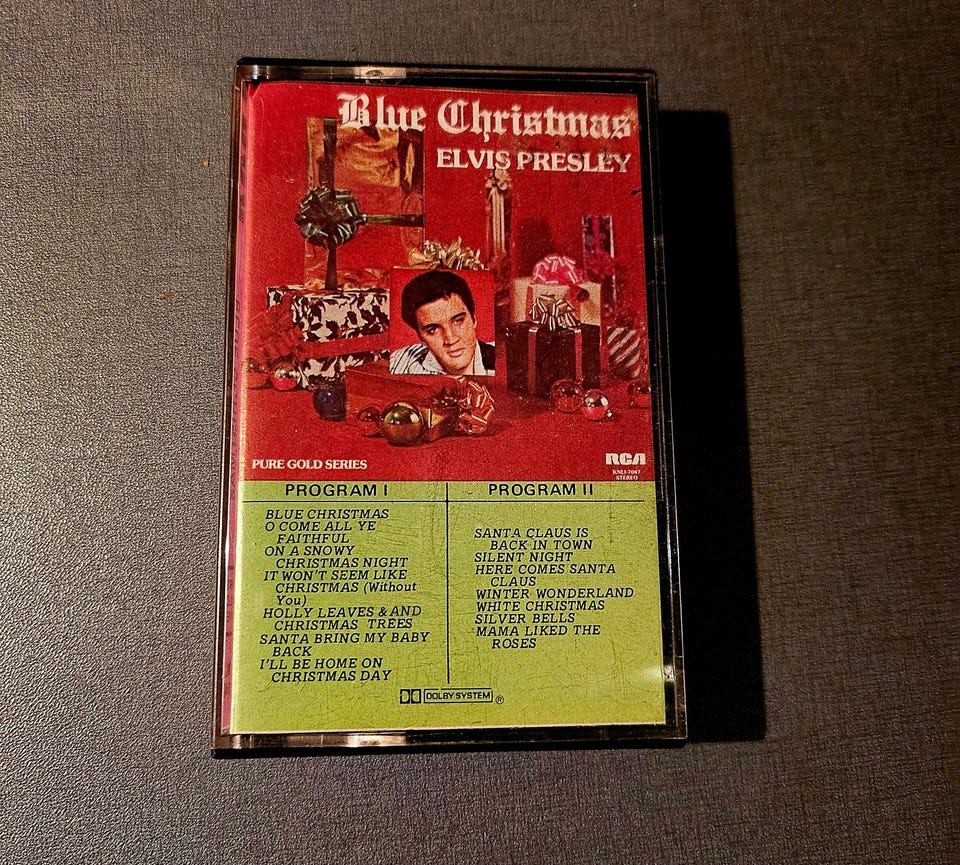 Blue Christmas
ELVIS PRESLEY
PURE GOLD SERIES
RCA
KNLI-7047
STEREO
PROGRAM I
BLUE CHRISTMAS
O COME ALL YE
FAITHFUL
ON A SNOWY
CHRISTMAS NIGHT
IT WON'T SEEM LIKE
CHRISTMAS (Without
You)
HOLLY LEAVES & AND
CHRISTMAS TREES
SANTA BRING MY BABY
BACK
I'LL BE HOME ON
CHRISTMAS DAY
PROGRAM II
SANTA CLAUS IS
BACK IN TOWN
SILENT NIGHT
HERE COMES SANTA
CLAUS
WINTER WONDERLAND
WHITE CHRISTMAS
SILVER BELLS
MAMA LIKED THE
ROSES
DOLBY SYSTEM ®